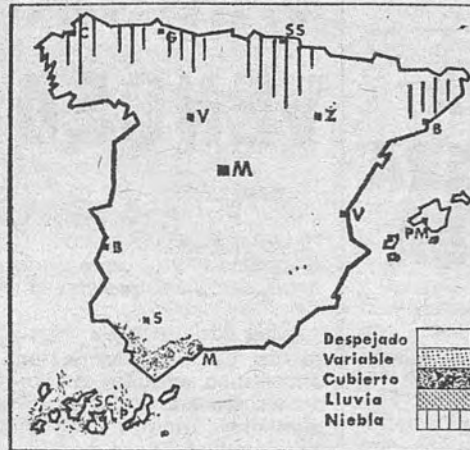 C G SS
V Z B
M
V PM
B
S
M
SC P
Despejado
Variable
Cubierto
Lluvia
Niebla